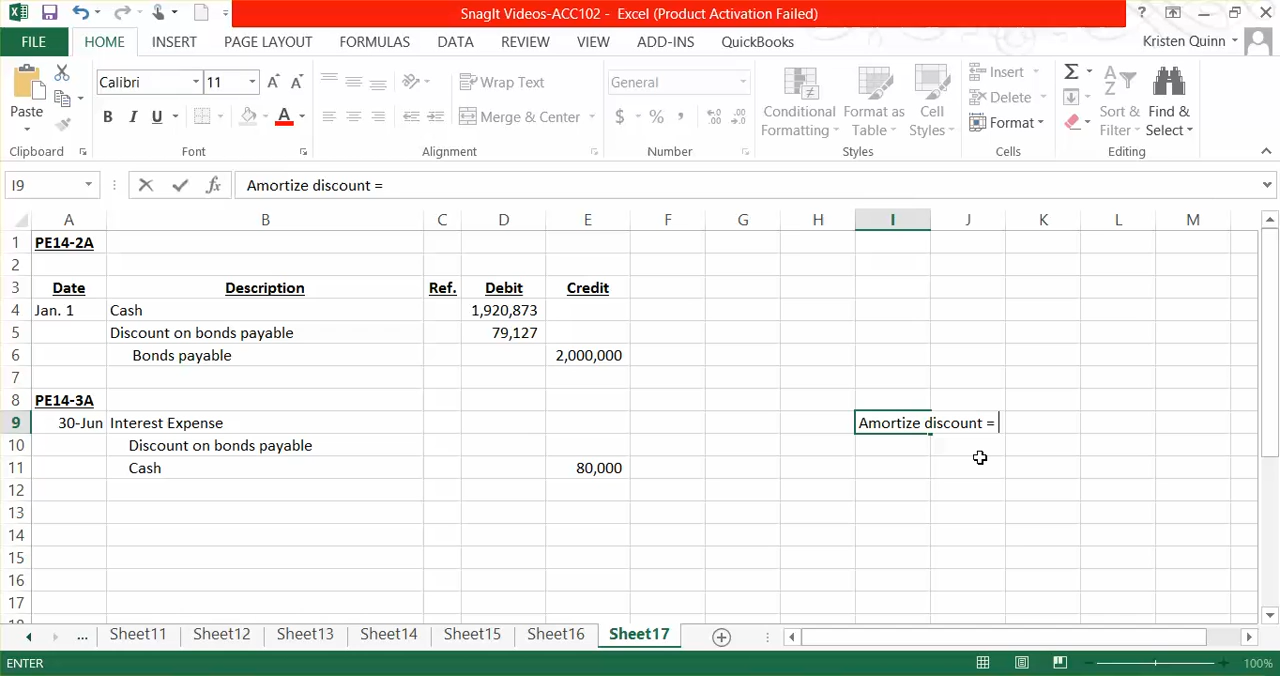 SnagIt Videos-ACC102 - Excel (Product Activation Failed)
FILE HOME INSERT PAGE LAYOUT FORMULAS DATA REVIEW VIEW ADD-INS QuickBooks Kristen Quinn
Calibri 11 Wrap Text General Insert Sort & Find &
Paste B I U A Merge & Center $ % , Conditional Format as Cell Delete Filter Select
Formatting Table Styles Format
Clipboard Font Alignment Number Styles Cells Editing
I9 fx Amortize discount =
A B C D E F G H I J K L M
1 PE14-2A
2
3 Date Description Ref. Debit Credit
4 Jan. 1 Cash 1,920,873
5 Discount on bonds payable 79,127
6 Bonds payable 2,000,000
7
8 PE14-3A
9 30-Jun Interest Expense Amortize discount =
10 Discount on bonds payable
11 Cash 80,000
12
13
14
15
16
17
... Sheet11 Sheet12 Sheet13 Sheet14 Sheet15 Sheet16 Sheet17
ENTER 100%